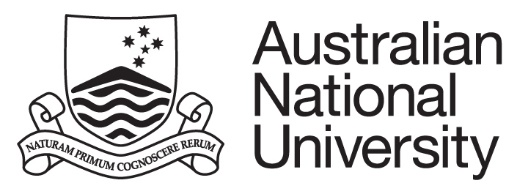 NATURAM PRIMUM COGNOSCERE RERUM
Australian
National
University